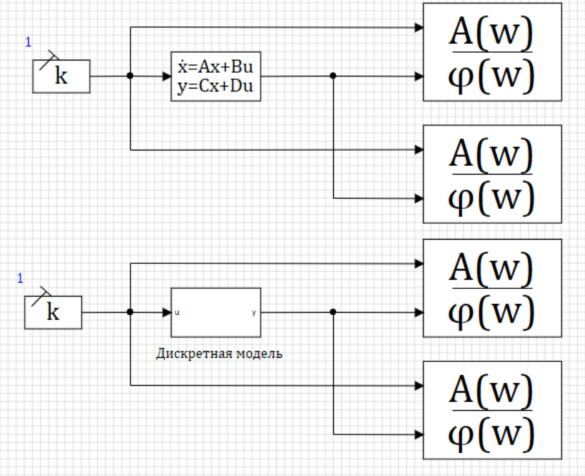 1
k
ẋ=Ax+Bu
y=Cx+Du
A(w)
φ(w)
A(w)
φ(w)
1
k
u
y
Дискретная модель
A(w)
φ(w)
A(w)
φ(w)